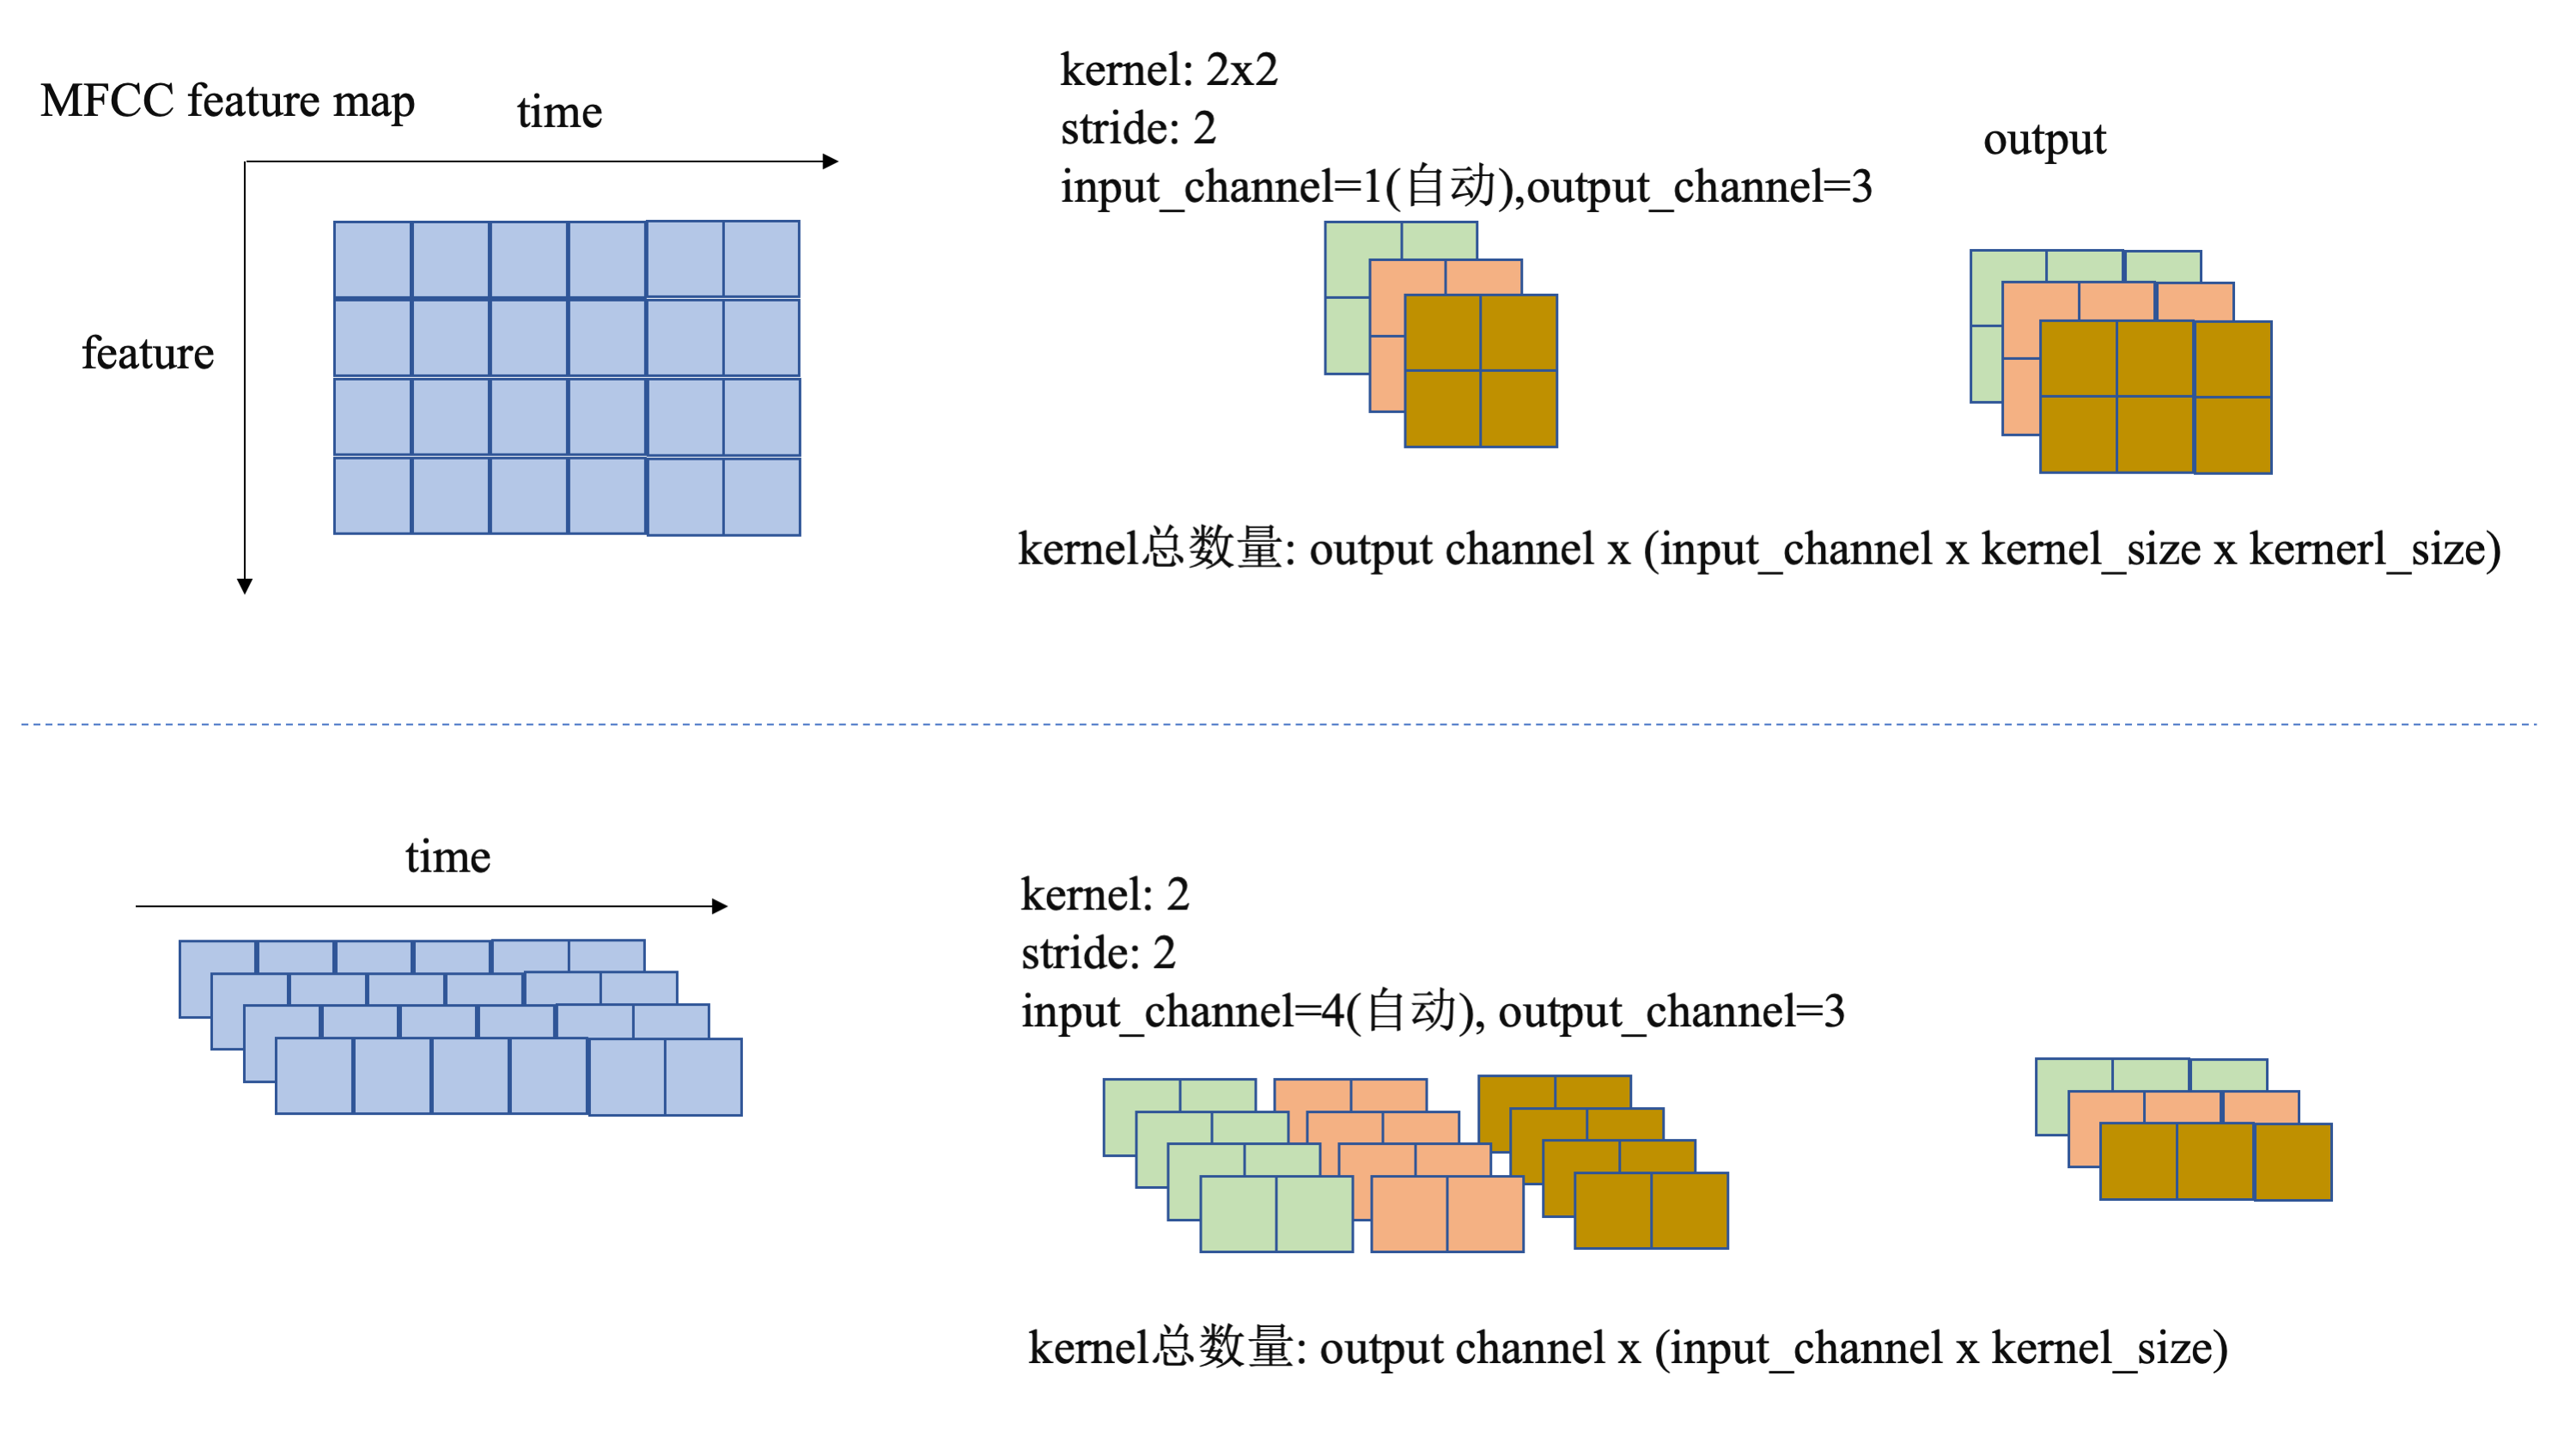 MFCC feature map
time
feature
kernel: 2x2
stride: 2
input_channel=1(自动),output_channel=3
output
kernel总数量: output channel x (input_channel x kernel_size x kernerl_size)
time
kernel: 2
stride: 2
input_channel=4(自动), output_channel=3
kernel总数量: output channel x (input_channel x kernel_size)